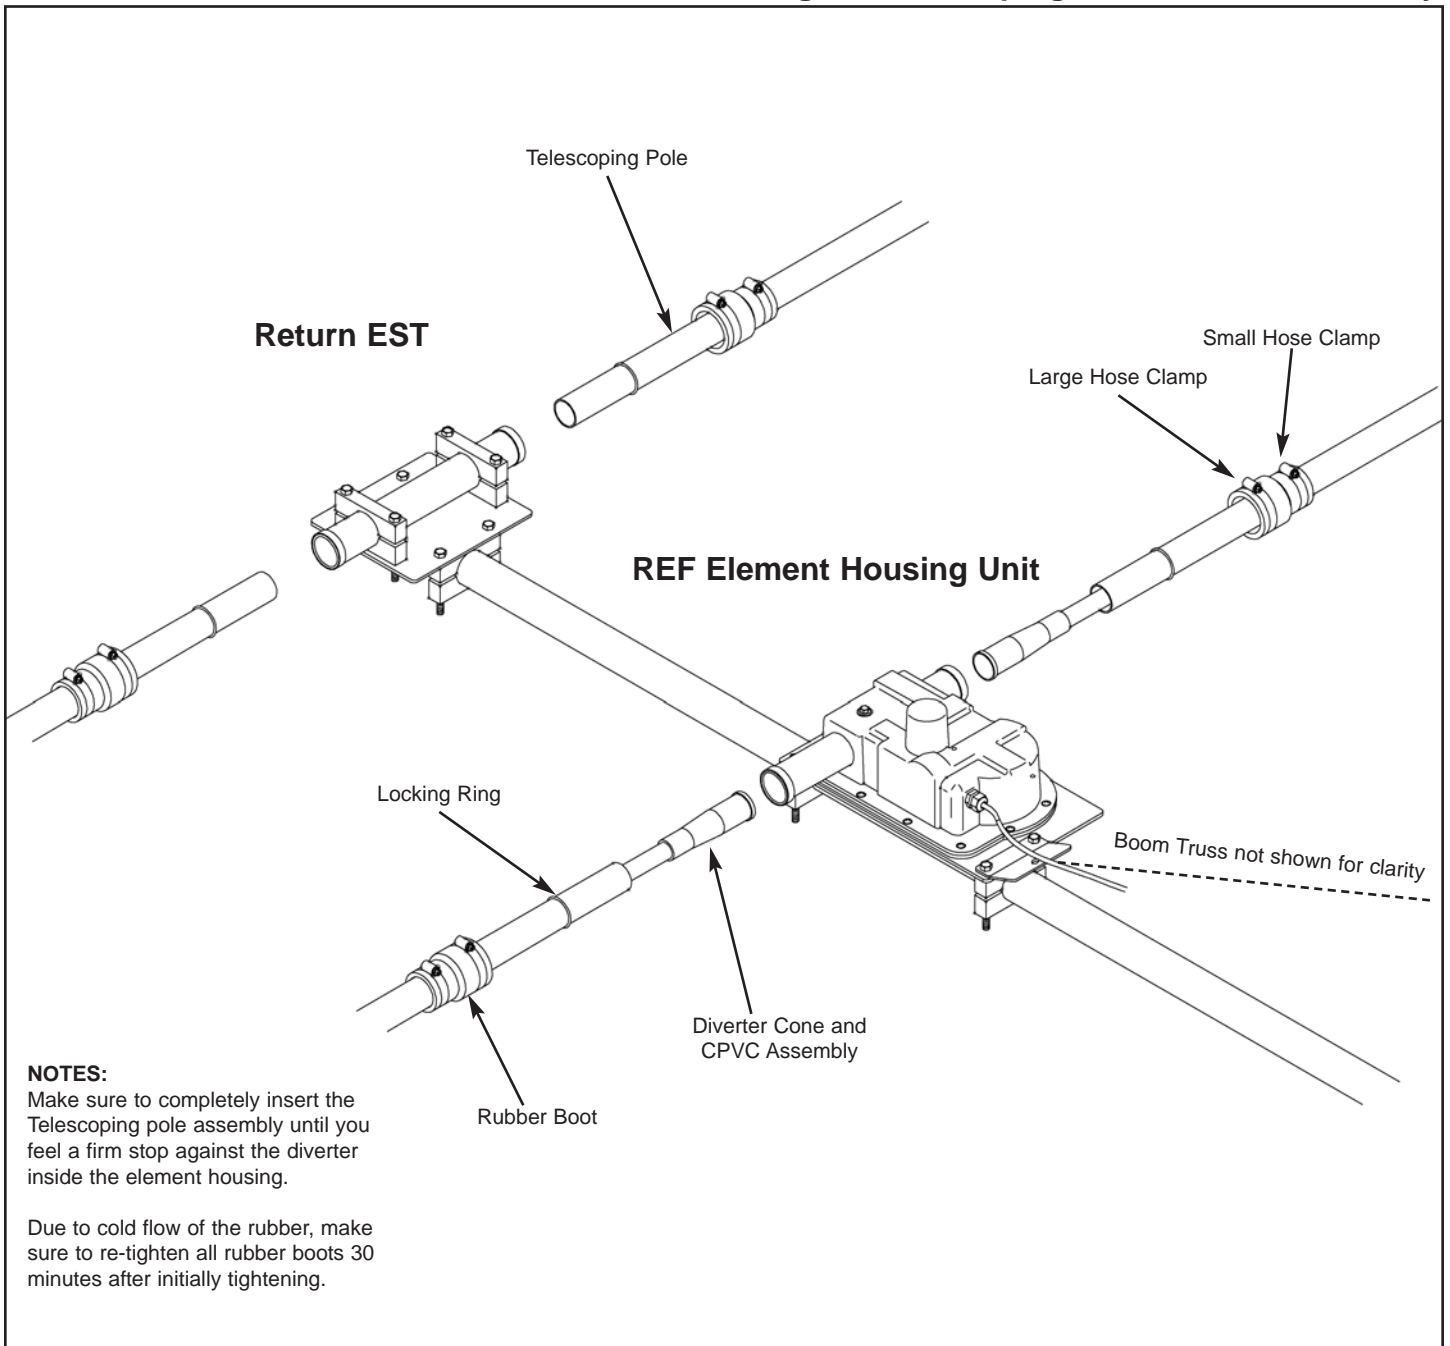 Telescoping Pole
Return EST
Small Hose Clamp
Large Hose Clamp
REF Element Housing Unit
Locking Ring
Boom Truss not shown for clarity
Diverter Cone and
CPVC Assembly
Rubber Boot
NOTES:
Make sure to completely insert the
Telescoping pole assembly until you
feel a firm stop against the diverter
inside the element housing.
Due to cold flow of the rubber, make
sure to re-tighten all rubber boots 30
minutes after initially tightening.